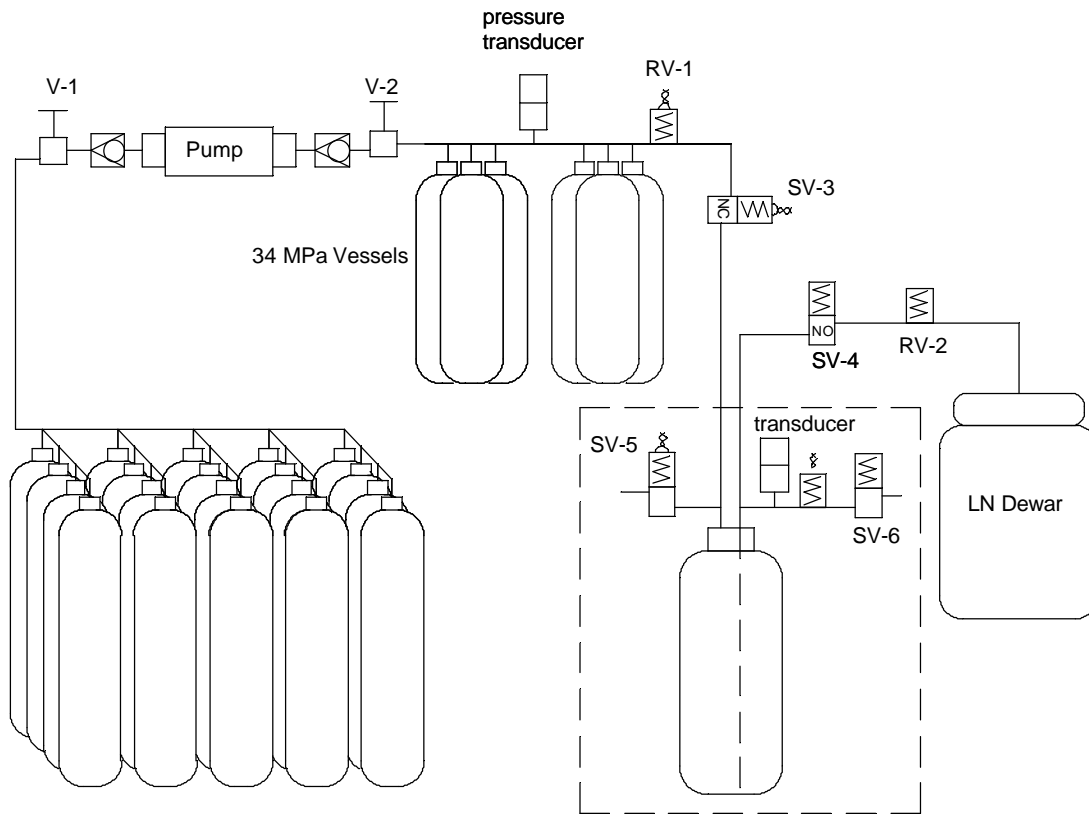 pressure
transducer
V-1
V-2
RV-1
Pump
SV-3
NC
34 MPa Vessels
NO
SV-4
RV-2
transducer
SV-5
SV-6
LN Dewar